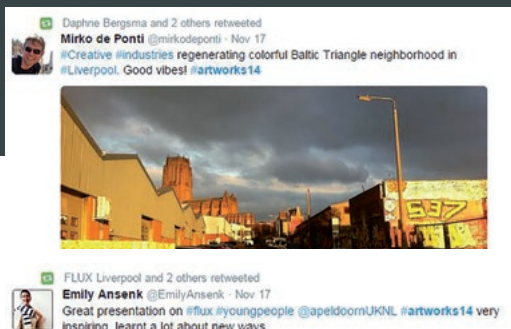 Daphne Bergsma and 2 others retweeted
Mirko de Ponti @mirkodeponti · Nov 17
#Creative #industries regenerating colorful Baltic Triangle neighborhood in
#Liverpool. Good vibes! #artworks14
FLUX Liverpool and 2 others retweeted
Emily Ansenk @EmilyAnsenk · Nov 17
Great presentation on #flux #youngpeople @apeldoornUKNL #artworks14 very
inspiring, learnt a lot about new ways